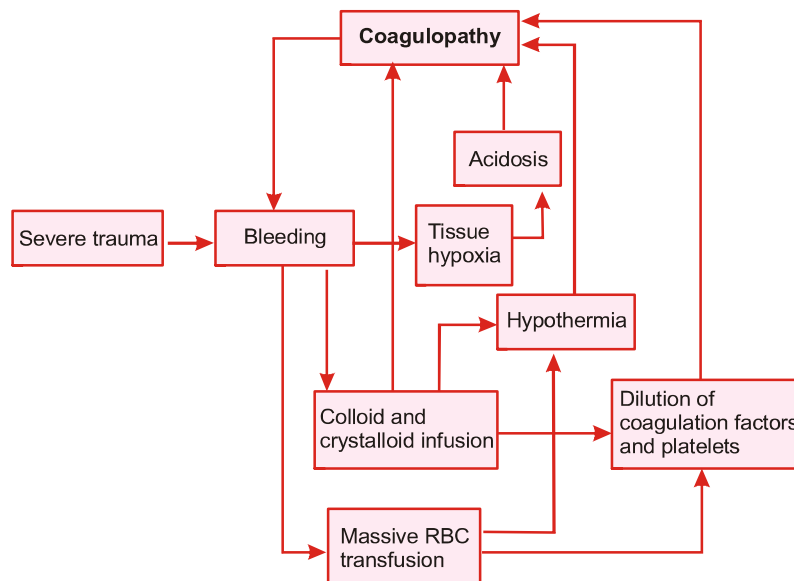 Coagulopathy
Acidosis
Severe trauma
Bleeding
Tissue
hypoxia
Hypothermia
Colloid and
crystalloid infusion
Dilution of
coagulation factors
and platelets
Massive RBC
transfusion